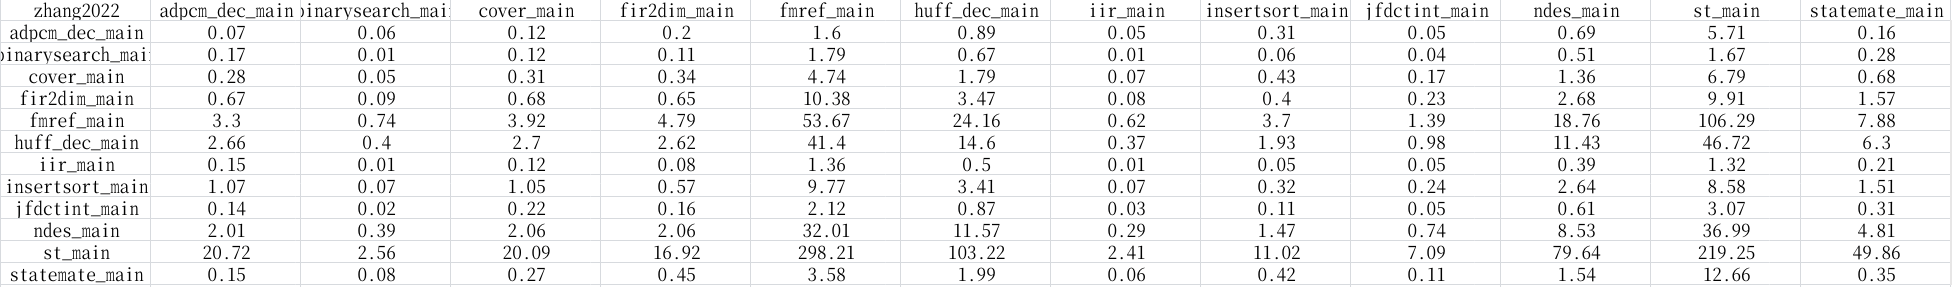 zhang2022 adpcm_dec_main binarysearch_mai cover_main fir2dim_main fmref_main huff_dec_main iir_main insertsort_main jfdctint_main ndes_main st_main statemate_main
adpcm_dec_main 0.07 0.06 0.12 0.2 1.6 0.89 0.05 0.31 0.05 0.69 5.71 0.16
binarysearch_mai 0.17 0.01 0.12 0.11 1.79 0.67 0.01 0.06 0.04 0.51 1.67 0.28
cover_main 0.28 0.05 0.31 0.34 4.74 1.79 0.07 0.43 0.17 1.36 6.79 0.68
fir2dim_main 0.67 0.09 0.68 0.65 10.38 3.47 0.08 0.4 0.23 2.68 9.91 1.57
fmref_main 3.3 0.74 3.92 4.79 53.67 24.16 0.62 3.7 1.39 18.76 106.29 7.88
huff_dec_main 2.66 0.4 2.7 2.62 41.4 14.6 0.37 1.93 0.98 11.43 46.72 6.3
iir_main 0.15 0.01 0.12 0.08 1.36 0.5 0.01 0.05 0.05 0.39 1.32 0.21
insertsort_main 1.07 0.07 1.05 0.57 9.77 3.41 0.07 0.32 0.24 2.64 8.58 1.51
jfdctint_main 0.14 0.02 0.22 0.16 2.12 0.87 0.03 0.11 0.05 0.61 3.07 0.31
ndes_main 2.01 0.39 2.06 2.06 32.01 11.57 0.29 1.47 0.74 8.53 36.99 4.81
st_main 20.72 2.56 20.09 16.92 298.21 103.22 2.41 11.02 7.09 79.64 219.25 49.86
statemate_main 0.15 0.08 0.27 0.45 3.58 1.99 0.06 0.42 0.11 1.54 12.66 0.35